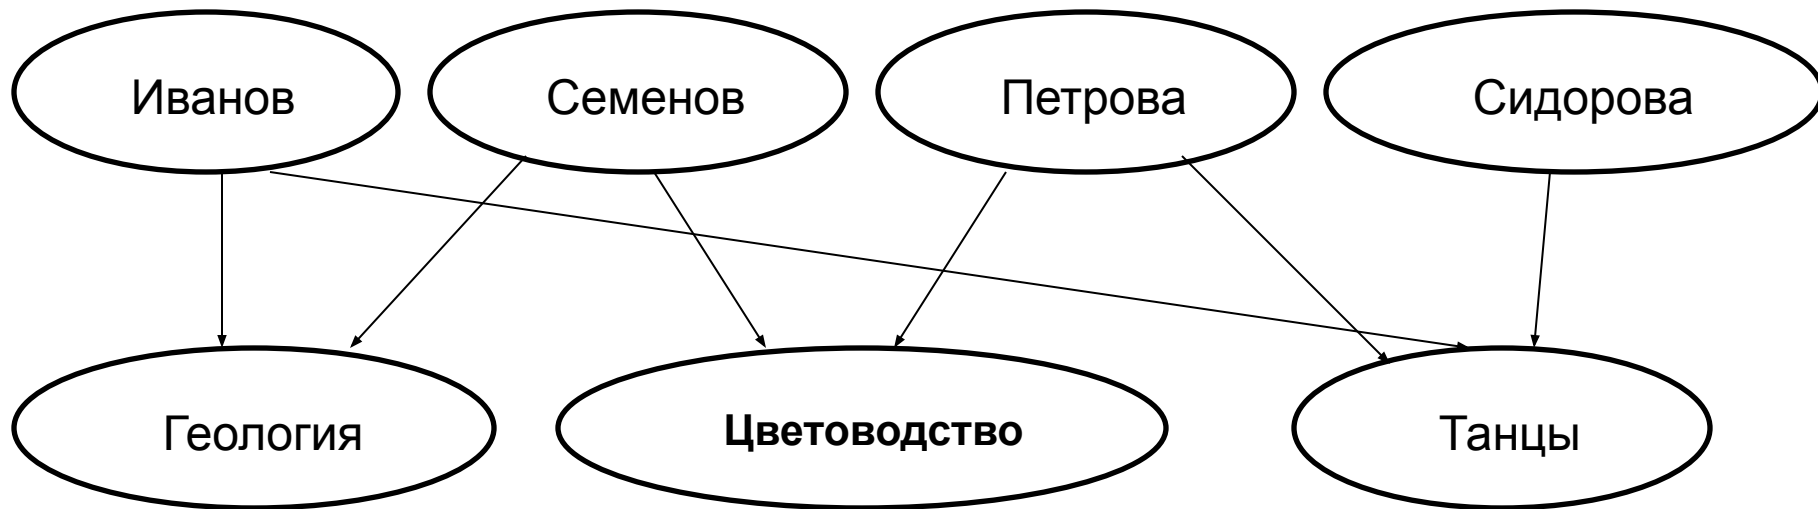 Иванов
Семенов
Петрова
Сидорова
Геология
Цветоводство
Танцы